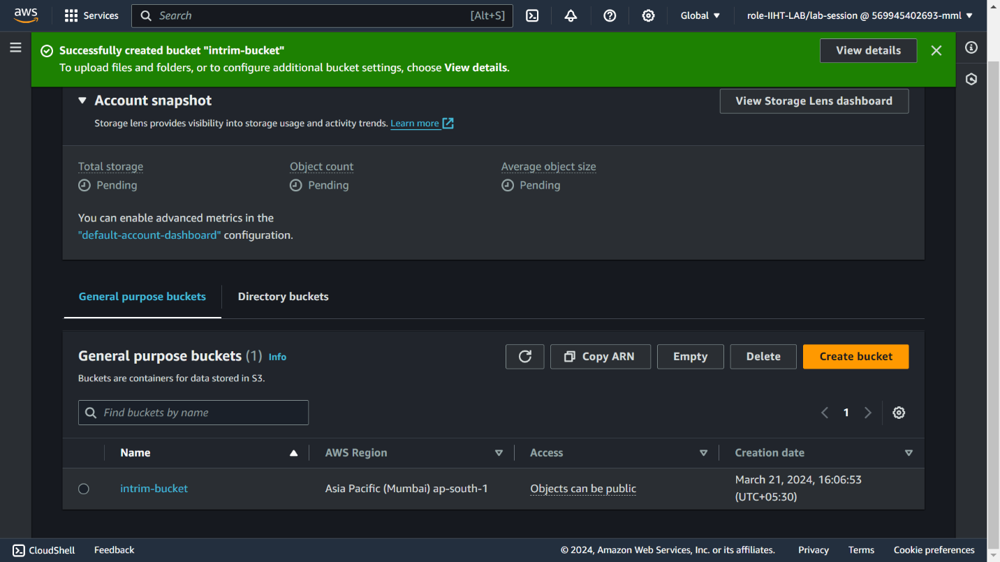 aws
Services
Search
[Alt+S]
Global
role-IIHT-LAB/lab-session @ 569945402693-mml
Successfully created bucket "intrim-bucket"
To upload files and folders, or to configure additional bucket settings, choose View details.
View details
Account snapshot
View Storage Lens dashboard
Storage lens provides visibility into storage usage and activity trends. Learn more
Total storage
Pending
Object count
Pending
Average object size
Pending
You can enable advanced metrics in the
"default-account-dashboard" configuration.
General purpose buckets
Directory buckets
General purpose buckets (1) Info
Buckets are containers for data stored in S3.
Copy ARN
Empty
Delete
Create bucket
Find buckets by name
1
Name
AWS Region
Access
Creation date
intrim-bucket
Asia Pacific (Mumbai) ap-south-1
Objects can be public
March 21, 2024, 16:06:53
(UTC+05:30)
CloudShell
Feedback
© 2024, Amazon Web Services, Inc. or its affiliates.
Privacy
Terms
Cookie preferences